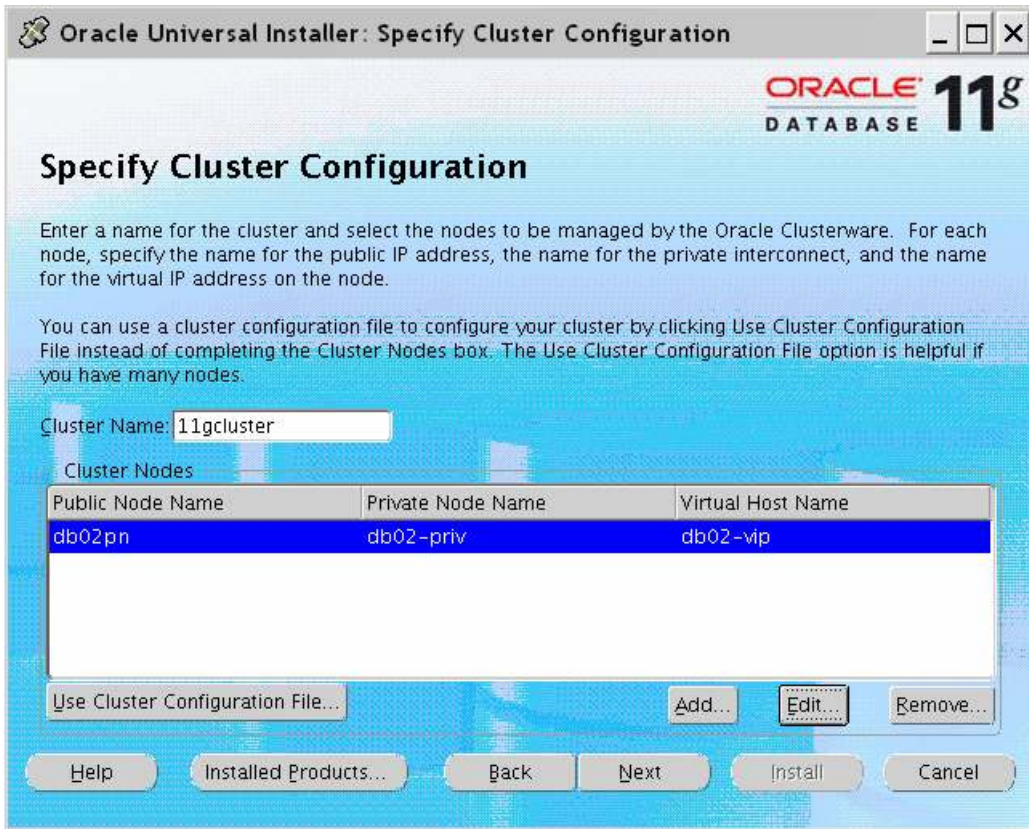 Oracle Universal Installer: Specify Cluster Configuration
ORACLE 11g
DATABASE
Specify Cluster Configuration
Enter a name for the cluster and select the nodes to be managed by the Oracle Clusterware. For each
node, specify the name for the public IP address, the name for the private interconnect, and the name
for the virtual IP address on the node.
You can use a cluster configuration file to configure your cluster by clicking Use Cluster Configuration
File instead of completing the Cluster Nodes box. The Use Cluster Configuration File option is helpful if
you have many nodes.
Cluster Name: 11gcluster
Cluster Nodes
Public Node Name Private Node Name Virtual Host Name
db02pn db02-priv db02-vip
Use Cluster Configuration File... Add... Edit... Remove...
Help Installed Products... Back Next Install Cancel